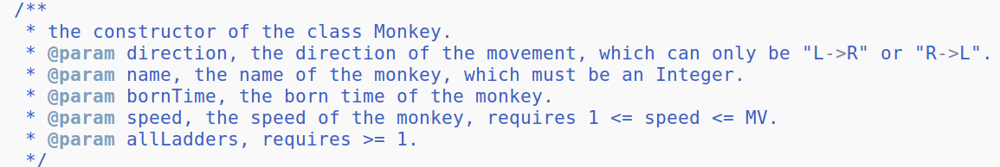 /**
 * the constructor of the class Monkey.
 * @param direction, the direction of the movement, which can only be "L->R" or "R->L".
 * @param name, the name of the monkey, which must be an Integer.
 * @param bornTime, the born time of the monkey.
 * @param speed, the speed of the monkey, requires 1 <= speed <= MV.
 * @param allLadders, requires >= 1.
 */